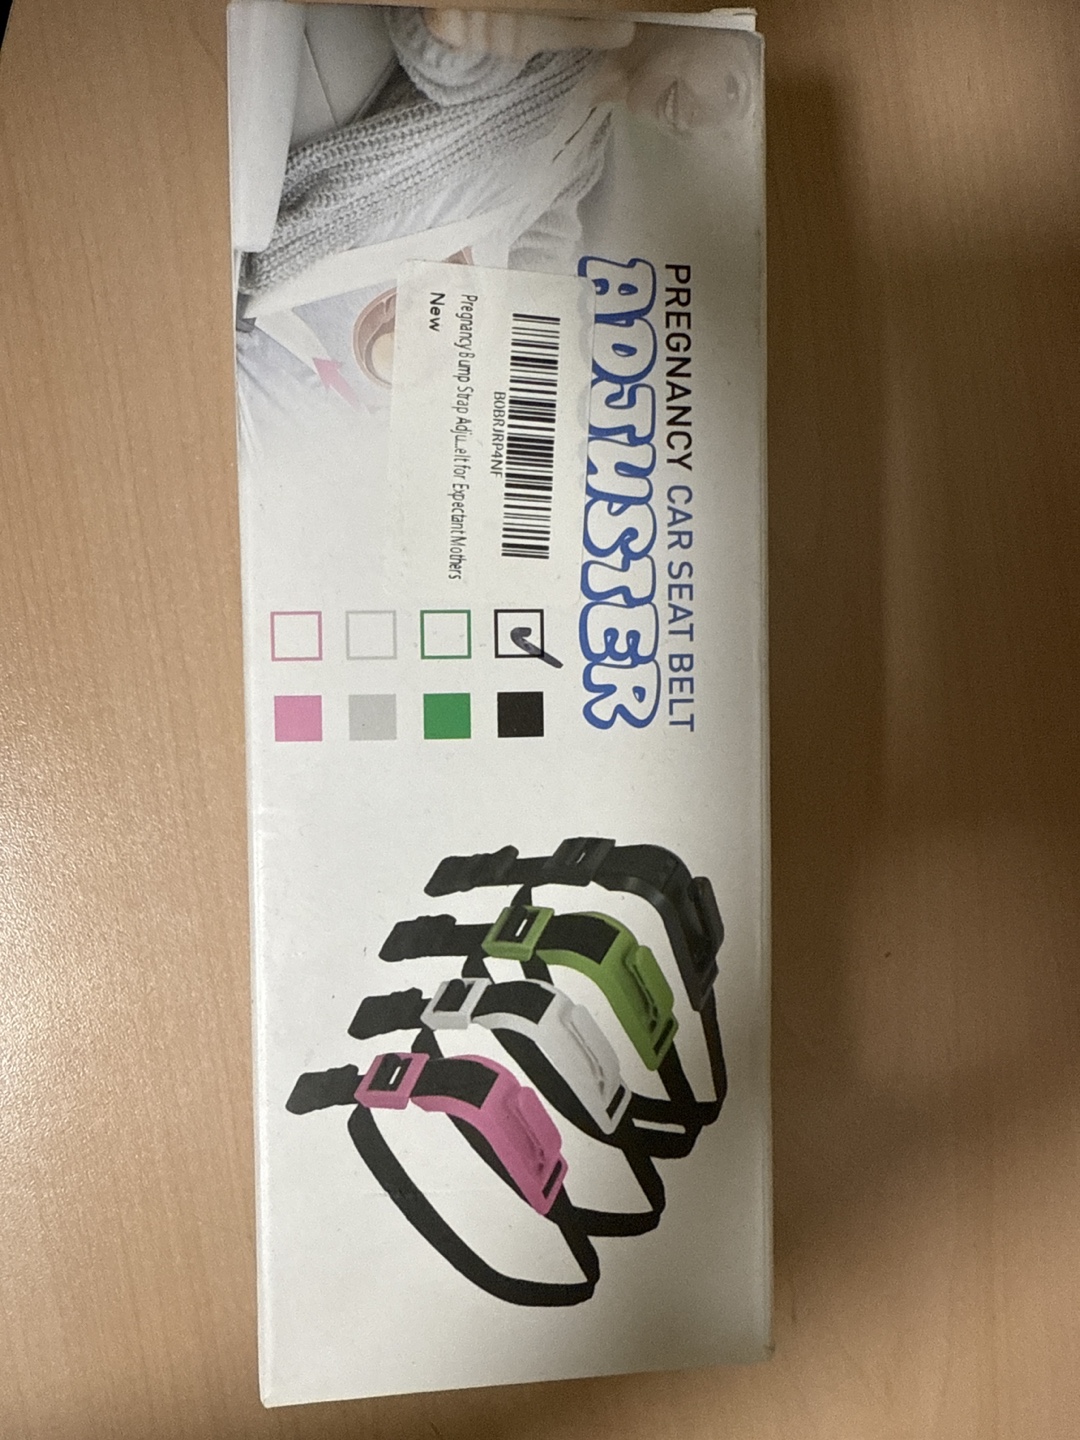 PREGNANCY CAR SEAT BELT
ADJUSTER
B0BRJRP4NF
Pregnancy Bump Strap Adju...elt for Expectant Mothers
New